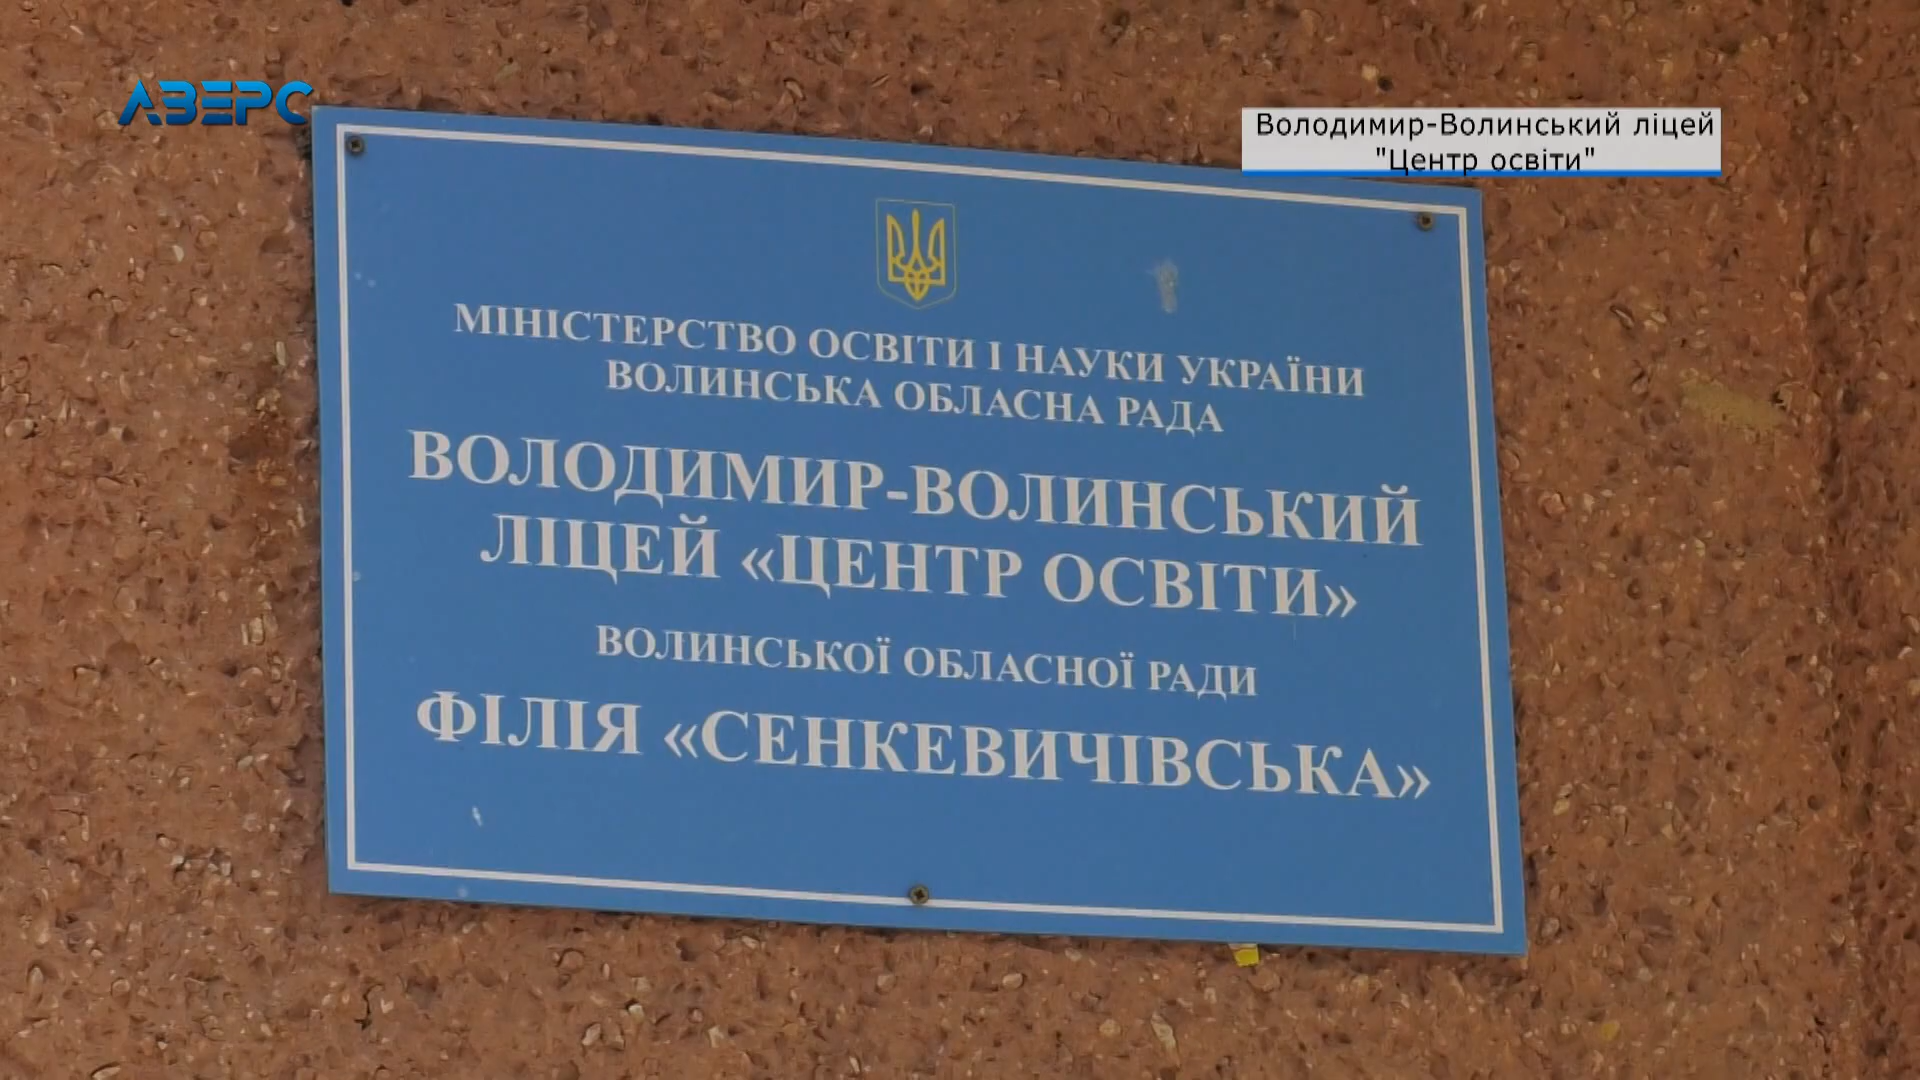 АВЕРС
Володимир-Волинський ліцей
"Центр освіти"
МІНІСТЕРСТВО ОСВІТИ І НАУКИ УКРАЇНИ
ВОЛИНСЬКА ОБЛАСНА РАДА
ВОЛОДИМИР-ВОЛИНСЬКИЙ
ЛІЦЕЙ «ЦЕНТР ОСВІТИ»
ВОЛИНСЬКОЇ ОБЛАСНОЇ РАДИ
ФІЛІЯ «СЕНКЕВИЧІВСЬКА»